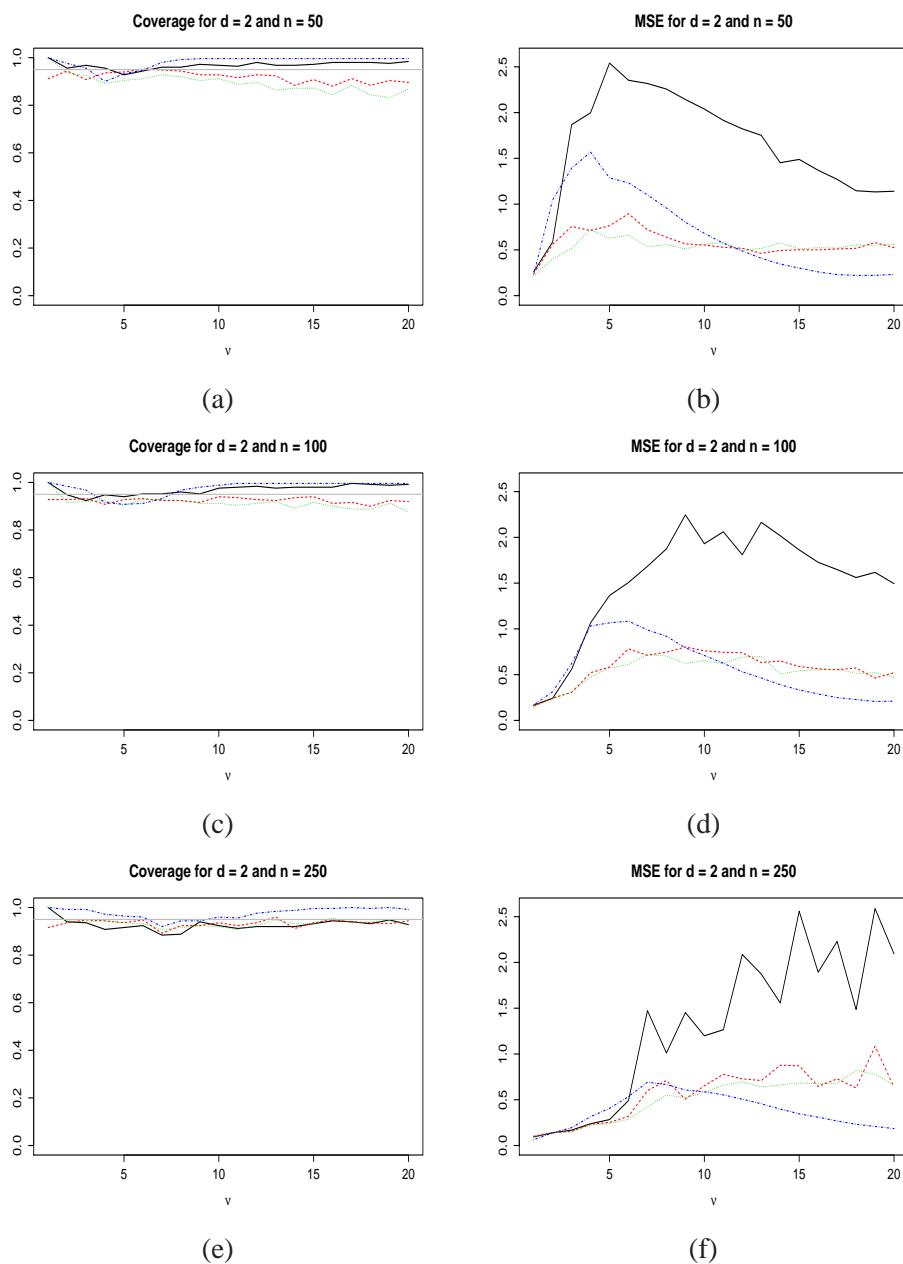 Coverage for d = 2 and n = 50
MSE for d = 2 and n = 50
0.0 0.2 0.4 0.6 0.8 1.0
0.0 0.5 1.0 1.5 2.0 2.5
5 10 15 20
5 10 15 20
ν
ν
(a)
(b)
Coverage for d = 2 and n = 100
MSE for d = 2 and n = 100
0.0 0.2 0.4 0.6 0.8 1.0
0.0 0.5 1.0 1.5 2.0 2.5
5 10 15 20
5 10 15 20
ν
ν
(c)
(d)
Coverage for d = 2 and n = 250
MSE for d = 2 and n = 250
0.0 0.2 0.4 0.6 0.8 1.0
0.0 0.5 1.0 1.5 2.0 2.5
5 10 15 20
5 10 15 20
ν
ν
(e)
(f)